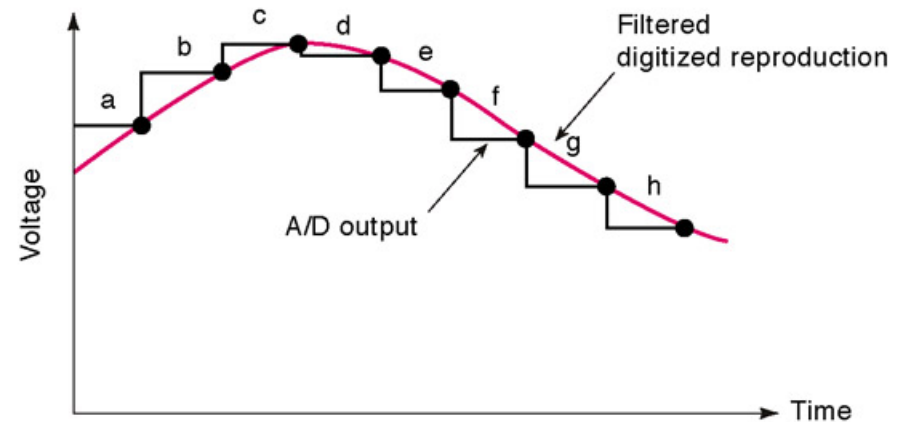 c
d
b
e
a
f
g
h
Filtered
digitized reproduction
A/D output
Voltage
Time